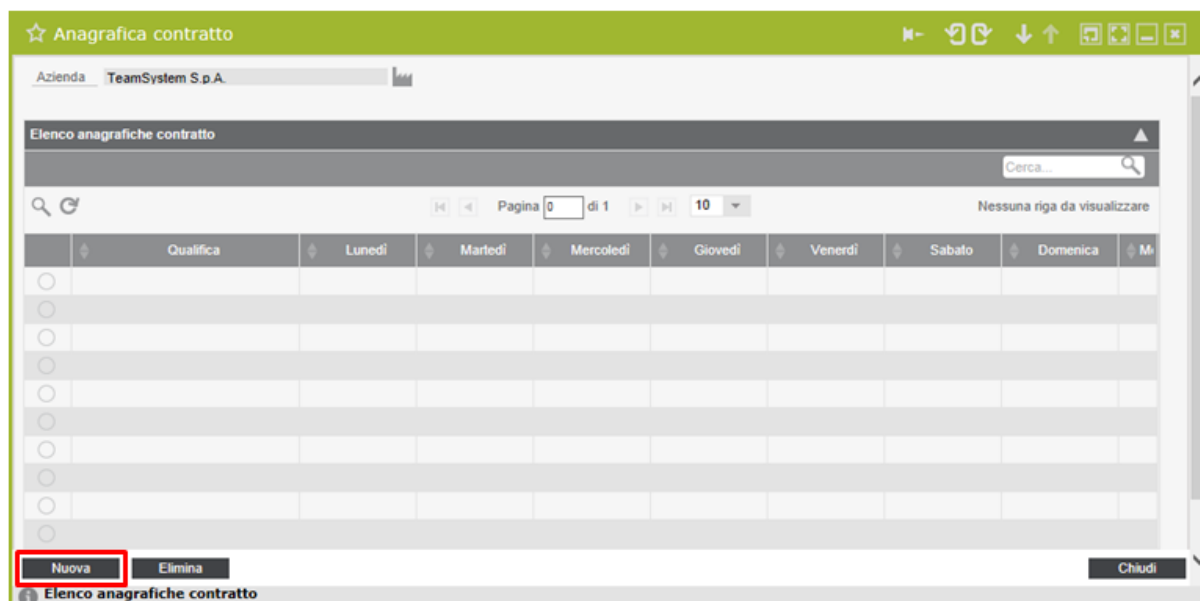 Anagrafica contratto
Azienda TeamSystem S.p.A.
Elenco anagrafiche contratto
Cerca...
Pagina 0 di 1 10 Nessuna riga da visualizzare
Qualifica Lunedì Martedì Mercoledì Giovedì Venerdì Sabato Domenica
Nuova Elimina Chiudi
Elenco anagrafiche contratto